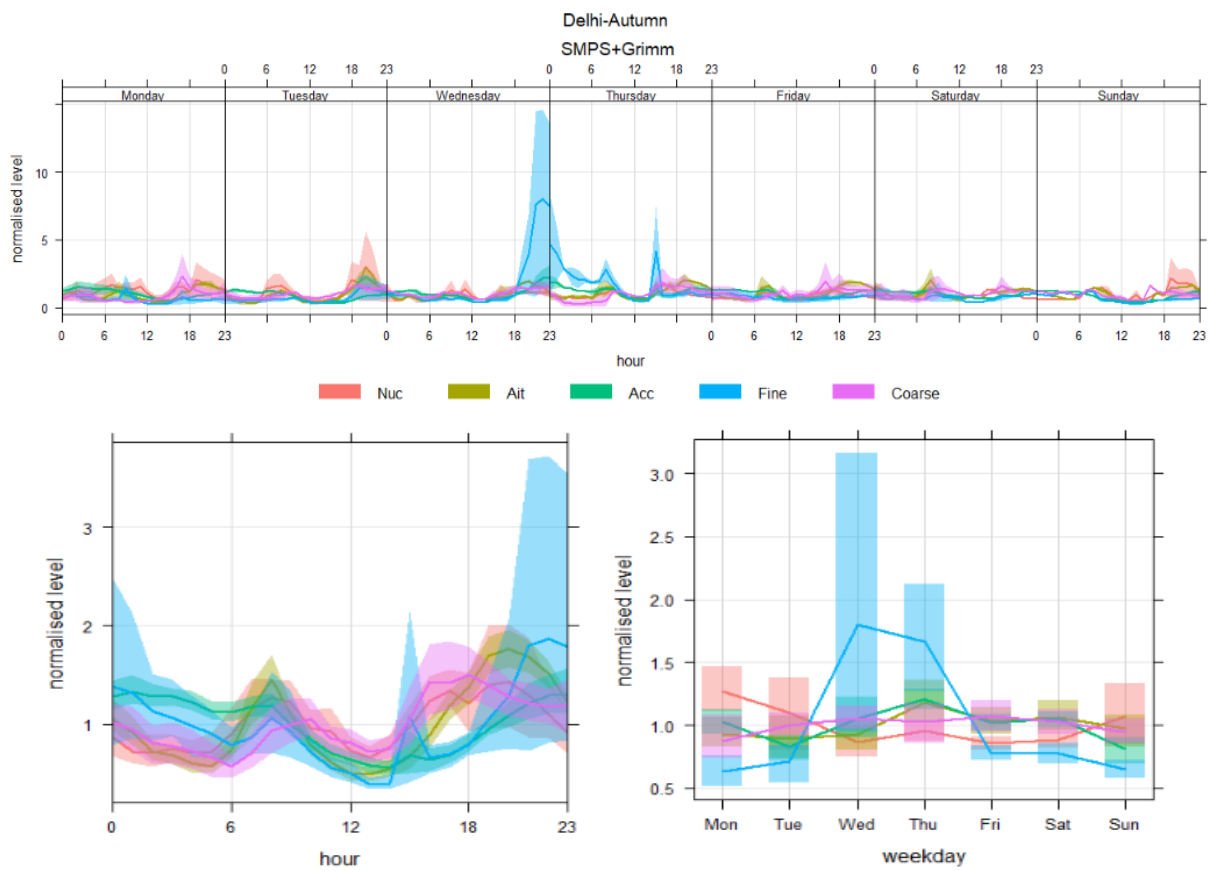 Delhi-Autumn
SMPS+Grimm
0 6 12 18 23 0 6 12 18 23 0 6 12 18 23
Monday Tuesday Wednesday Thursday Friday Saturday Sunday
normalised level
10
5
0
0 6 12 18 23 0 6 12 18 23 0 6 12 18 23 0 6 12 18 23
hour
Nuc Ait Acc Fine Coarse
normalised level
3
2
1
0 6 12 18 23
hour
normalised level
3.0
2.5
2.0
1.5
1.0
0.5
Mon Tue Wed Thu Fri Sat Sun
weekday